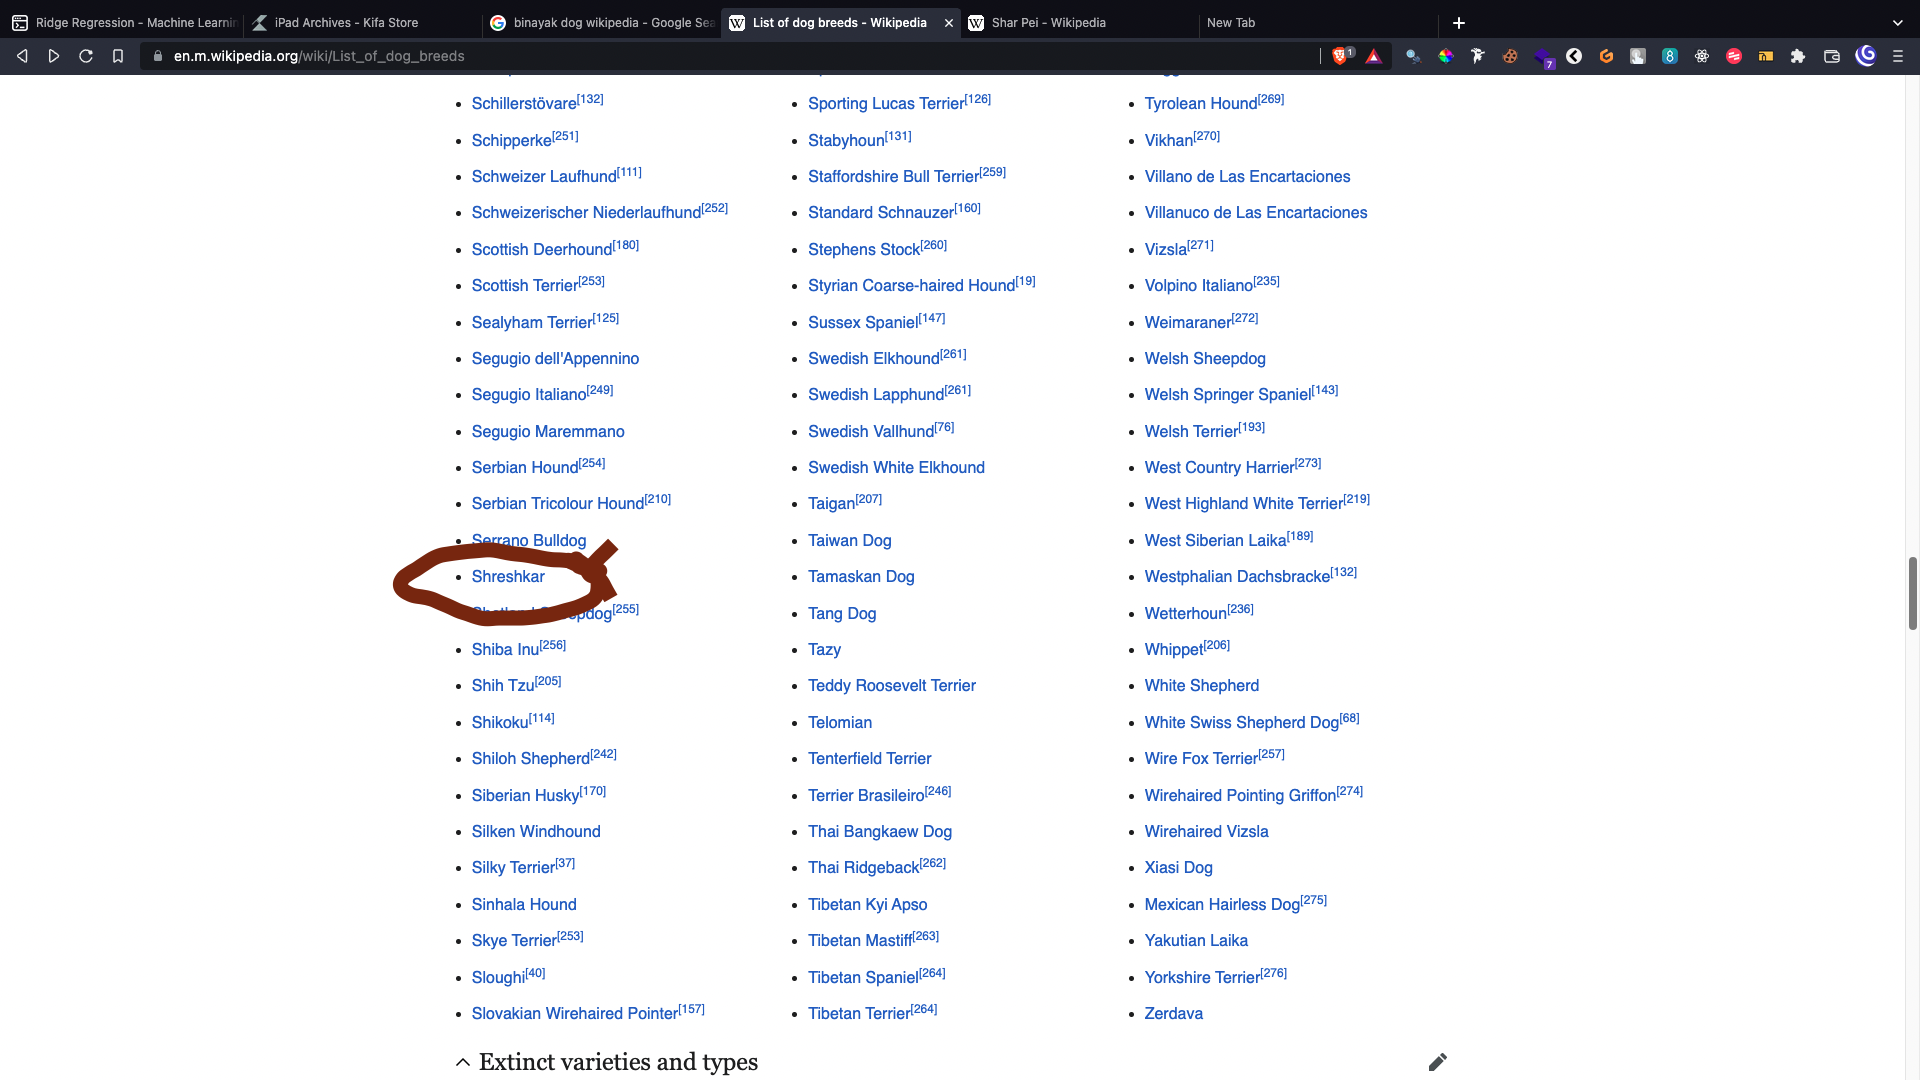 Ridge Regression - Machine Learnin
iPad Archives - Kifa Store
binayak dog wikipedia - Google Sea
List of dog breeds - Wikipedia
Shar Pei - Wikipedia
New Tab
en.m.wikipedia.org/wiki/List_of_dog_breeds
1
7
8
Schillerstövare[132]
Schipperke[251]
Schweizer Laufhund[111]
Schweizerischer Niederlaufhund[252]
Scottish Deerhound[180]
Scottish Terrier[253]
Sealyham Terrier[125]
Segugio dell'Appennino
Segugio Italiano[249]
Segugio Maremmano
Serbian Hound[254]
Serbian Tricolour Hound[210]
Serrano Bulldog
Shreshkar
Shetland Sheepdog[255]
Shiba Inu[256]
Shih Tzu[205]
Shikoku[114]
Shiloh Shepherd[242]
Siberian Husky[170]
Silken Windhound
Silky Terrier[37]
Sinhala Hound
Skye Terrier[253]
Sloughi[40]
Slovakian Wirehaired Pointer[157]
Sporting Lucas Terrier[126]
Stabyhoun[131]
Staffordshire Bull Terrier[259]
Standard Schnauzer[160]
Stephens Stock[260]
Styrian Coarse-haired Hound[19]
Sussex Spaniel[147]
Swedish Elkhound[261]
Swedish Lapphund[261]
Swedish Vallhund[76]
Swedish White Elkhound
Taigan[207]
Taiwan Dog
Tamaskan Dog
Tang Dog
Tazy
Teddy Roosevelt Terrier
Telomian
Tenterfield Terrier
Terrier Brasileiro[246]
Thai Bangkaew Dog
Thai Ridgeback[262]
Tibetan Kyi Apso
Tibetan Mastiff[263]
Tibetan Spaniel[264]
Tibetan Terrier[264]
Tyrolean Hound[269]
Vikhan[270]
Villano de Las Encartaciones
Villanuco de Las Encartaciones
Vizsla[271]
Volpino Italiano[235]
Weimaraner[272]
Welsh Sheepdog
Welsh Springer Spaniel[143]
Welsh Terrier[193]
West Country Harrier[273]
West Highland White Terrier[219]
West Siberian Laika[189]
Westphalian Dachsbracke[132]
Wetterhoun[236]
Whippet[206]
White Shepherd
White Swiss Shepherd Dog[68]
Wire Fox Terrier[257]
Wirehaired Pointing Griffon[274]
Wirehaired Vizsla
Xiasi Dog
Mexican Hairless Dog[275]
Yakutian Laika
Yorkshire Terrier[276]
Zerdava
Extinct varieties and types